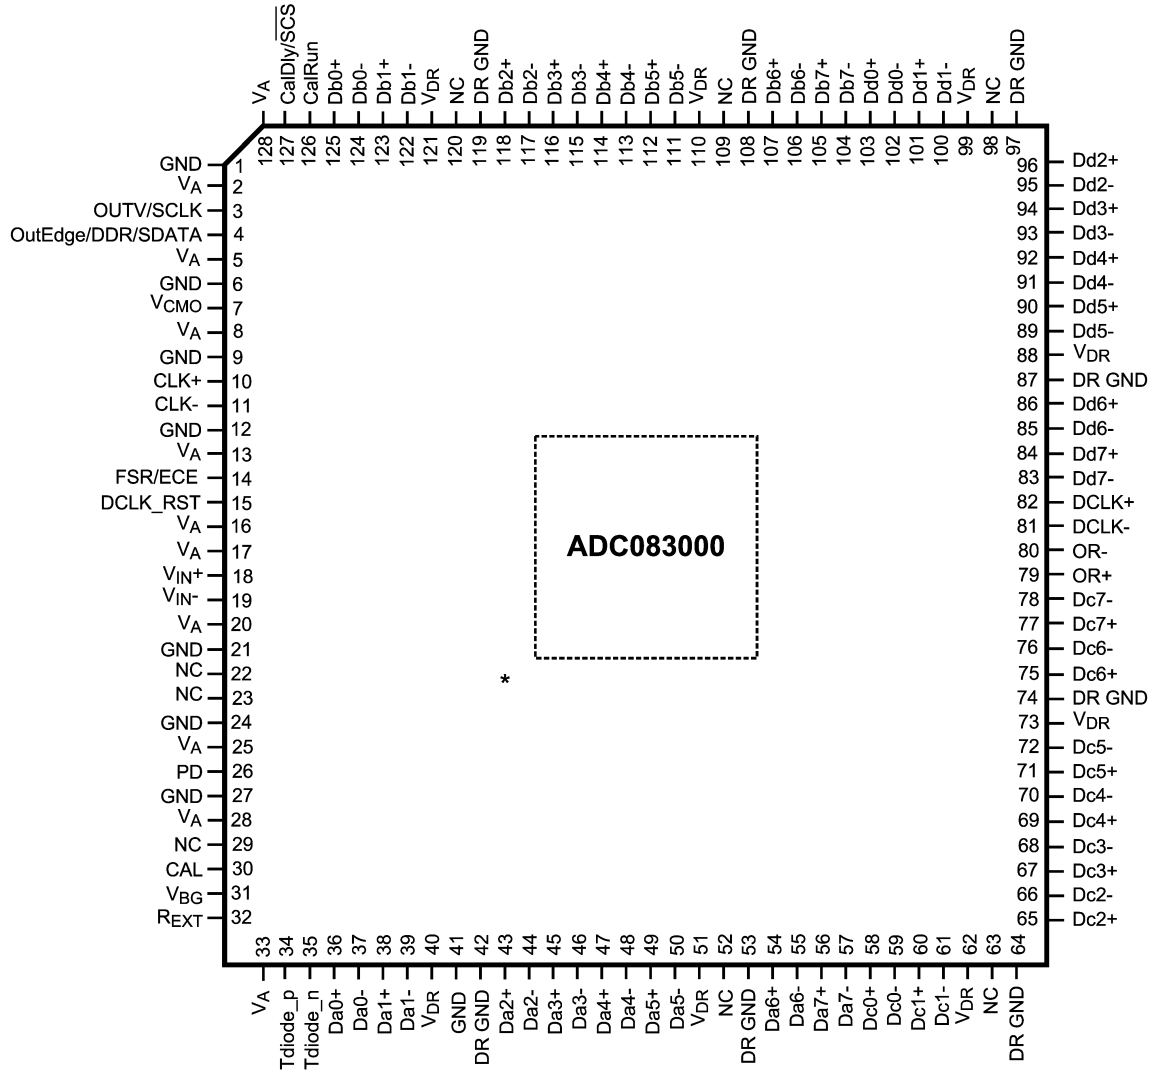 VA
CalDly/SCS
CalRun
Db0+
Db0-
Db1+
Db1-
VDR
NC
DR GND
Db2+
Db2-
Db3+
Db3-
Db4+
Db4-
Db5+
Db5-
VDR
NC
DR GND
Db6+
Db6-
Db7+
Db7-
Dd0+
Dd0-
Dd1+
Dd1-
VDR
NC
DR GND
128
127
126
125
124
123
122
121
120
119
118
117
116
115
114
113
112
111
110
109
108
107
106
105
104
103
102
101
100
99
98
97
GND 1
VA 2
OUTV/SCLK 3
OutEdge/DDR/SDATA 4
VA 5
GND 6
VCMO 7
VA 8
GND 9
CLK+ 10
CLK- 11
GND 12
VA 13
FSR/ECE 14
DCLK_RST 15
VA 16
VA 17
VIN+ 18
VIN- 19
VA 20
GND 21
NC 22
NC 23
GND 24
VA 25
PD 26
GND 27
VA 28
NC 29
CAL 30
VBG 31
REXT 32
ADC083000
*
96 Dd2+
95 Dd2-
94 Dd3+
93 Dd3-
92 Dd4+
91 Dd4-
90 Dd5+
89 Dd5-
88 VDR
87 DR GND
86 Dd6+
85 Dd6-
84 Dd7+
83 Dd7-
82 DCLK+
81 DCLK-
80 OR-
79 OR+
78 Dc7-
77 Dc7+
76 Dc6-
75 Dc6+
74 DR GND
73 VDR
72 Dc5-
71 Dc5+
70 Dc4-
69 Dc4+
68 Dc3-
67 Dc3+
66 Dc2-
65 Dc2+
33
34
35
36
37
38
39
40
41
42
43
44
45
46
47
48
49
50
51
52
53
54
55
56
57
58
59
60
61
62
63
64
VA
Tdiode_p
Tdiode_n
Da0+
Da0-
Da1+
Da1-
VDR
GND
DR GND
Da2+
Da2-
Da3+
Da3-
Da4+
Da4-
Da5+
Da5-
VDR
NC
DR GND
Da6+
Da6-
Da7+
Da7-
Dc0+
Dc0-
Dc1+
Dc1-
VDR
NC
DR GND